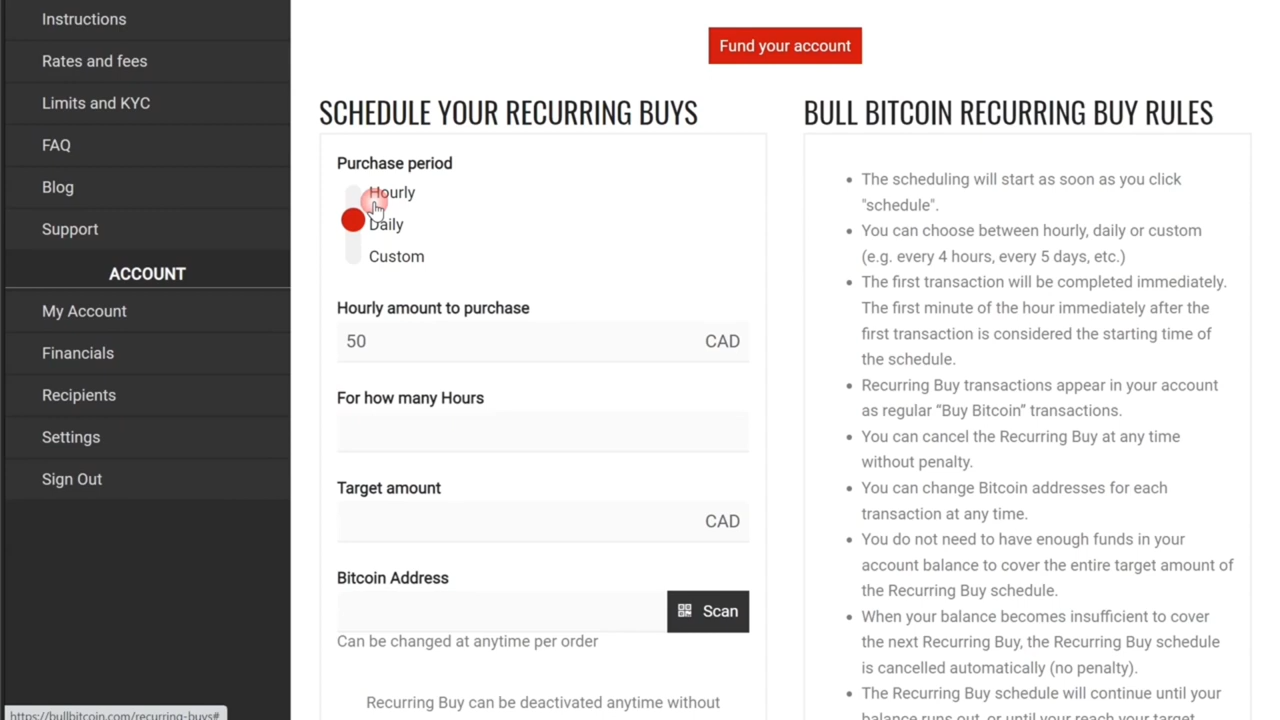 Instructions
Rates and fees
Limits and KYC
FAQ
Blog
Support
ACCOUNT
My Account
Financials
Recipients
Settings
Sign Out
https://bullbitcoin.com/recurring-buys#
Fund your account
SCHEDULE YOUR RECURRING BUYS
Purchase period
Hourly
Daily
Custom
Hourly amount to purchase
50 CAD
For how many Hours
Target amount
CAD
Bitcoin Address
Scan
Can be changed at anytime per order
Recurring Buy can be deactivated anytime without
BULL BITCOIN RECURRING BUY RULES
• The scheduling will start as soon as you click
"schedule".
• You can choose between hourly, daily or custom
(e.g. every 4 hours, every 5 days, etc.)
• The first transaction will be completed immediately.
The first minute of the hour immediately after the
first transaction is considered the starting time of
the schedule.
• Recurring Buy transactions appear in your account
as regular “Buy Bitcoin” transactions.
• You can cancel the Recurring Buy at any time
without penalty.
• You can change Bitcoin addresses for each
transaction at any time.
• You do not need to have enough funds in your
account balance to cover the entire target amount of
the Recurring Buy schedule.
• When your balance becomes insufficient to cover
the next Recurring Buy, the Recurring Buy schedule
is cancelled automatically (no penalty).
• The Recurring Buy schedule will continue until your
balance runs out, or until your reach your target